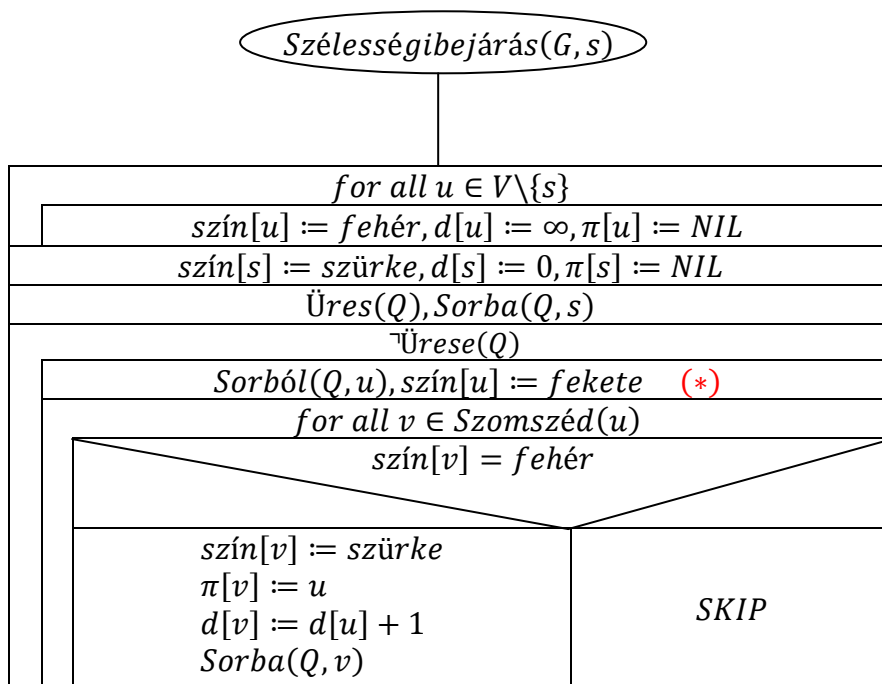 Szélességibejárás(G, s)
for all u ∈ V\{s}
szín[u] ≔ fehér, d[u] ≔ ∞, π[u] ≔ NIL
szín[s] ≔ szürke, d[s] ≔ 0, π[s] ≔ NIL
Üres(Q), Sorba(Q, s)
¬Ürese(Q)
Sorból(Q, u), szín[u] ≔ fekete (∗)
for all v ∈ Szomszéd(u)
szín[v] = fehér
szín[v] ≔ szürke
π[v] ≔ u
d[v] ≔ d[u] + 1
Sorba(Q, v)
SKIP